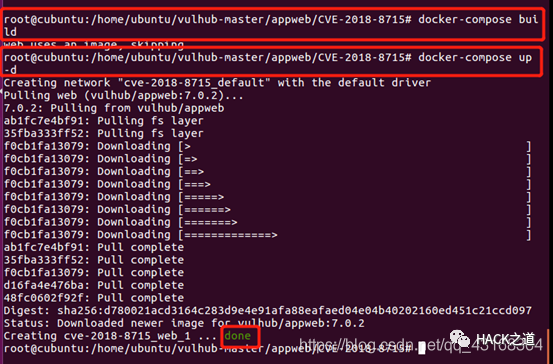 root@cubuntu:/home/ubuntu/vulhub-master/appweb/CVE-2018-8715# docker-compose bui
ld
web uses an image, skipping
root@cubuntu:/home/ubuntu/vulhub-master/appweb/CVE-2018-8715# docker-compose up
-d
Creating network "cve-2018-8715_default" with the default driver
Pulling web (vulhub/appweb:7.0.2)...
7.0.2: Pulling from vulhub/appweb
ab1fc7e4bf91: Pulling fs layer
35fba333ff52: Pulling fs layer
f0cb1fa13079: Downloading [> ]
f0cb1fa13079: Downloading [=> ]
f0cb1fa13079: Downloading [==> ]
f0cb1fa13079: Downloading [===> ]
f0cb1fa13079: Downloading [=====> ]
f0cb1fa13079: Downloading [======> ]
f0cb1fa13079: Downloading [=======> ]
f0cb1fa13079: Downloading [=============> ]
ab1fc7e4bf91: Pull complete
35fba333ff52: Pull complete
f0cb1fa13079: Pull complete
d16fa4e476ba: Pull complete
48fc0602f92f: Pull complete
Digest: sha256:d780021acd3164c283d9e4e91afa88eafaed04e04b40202160ed451c21ccd097
Status: Downloaded newer image for vulhub/appweb:7.0.2
Creating cve-2018-8715_web_1 ... done
root@cubuntu:/home/ubuntu/vulhub-master/appweb/CVE-2018-8715#
HACK之道